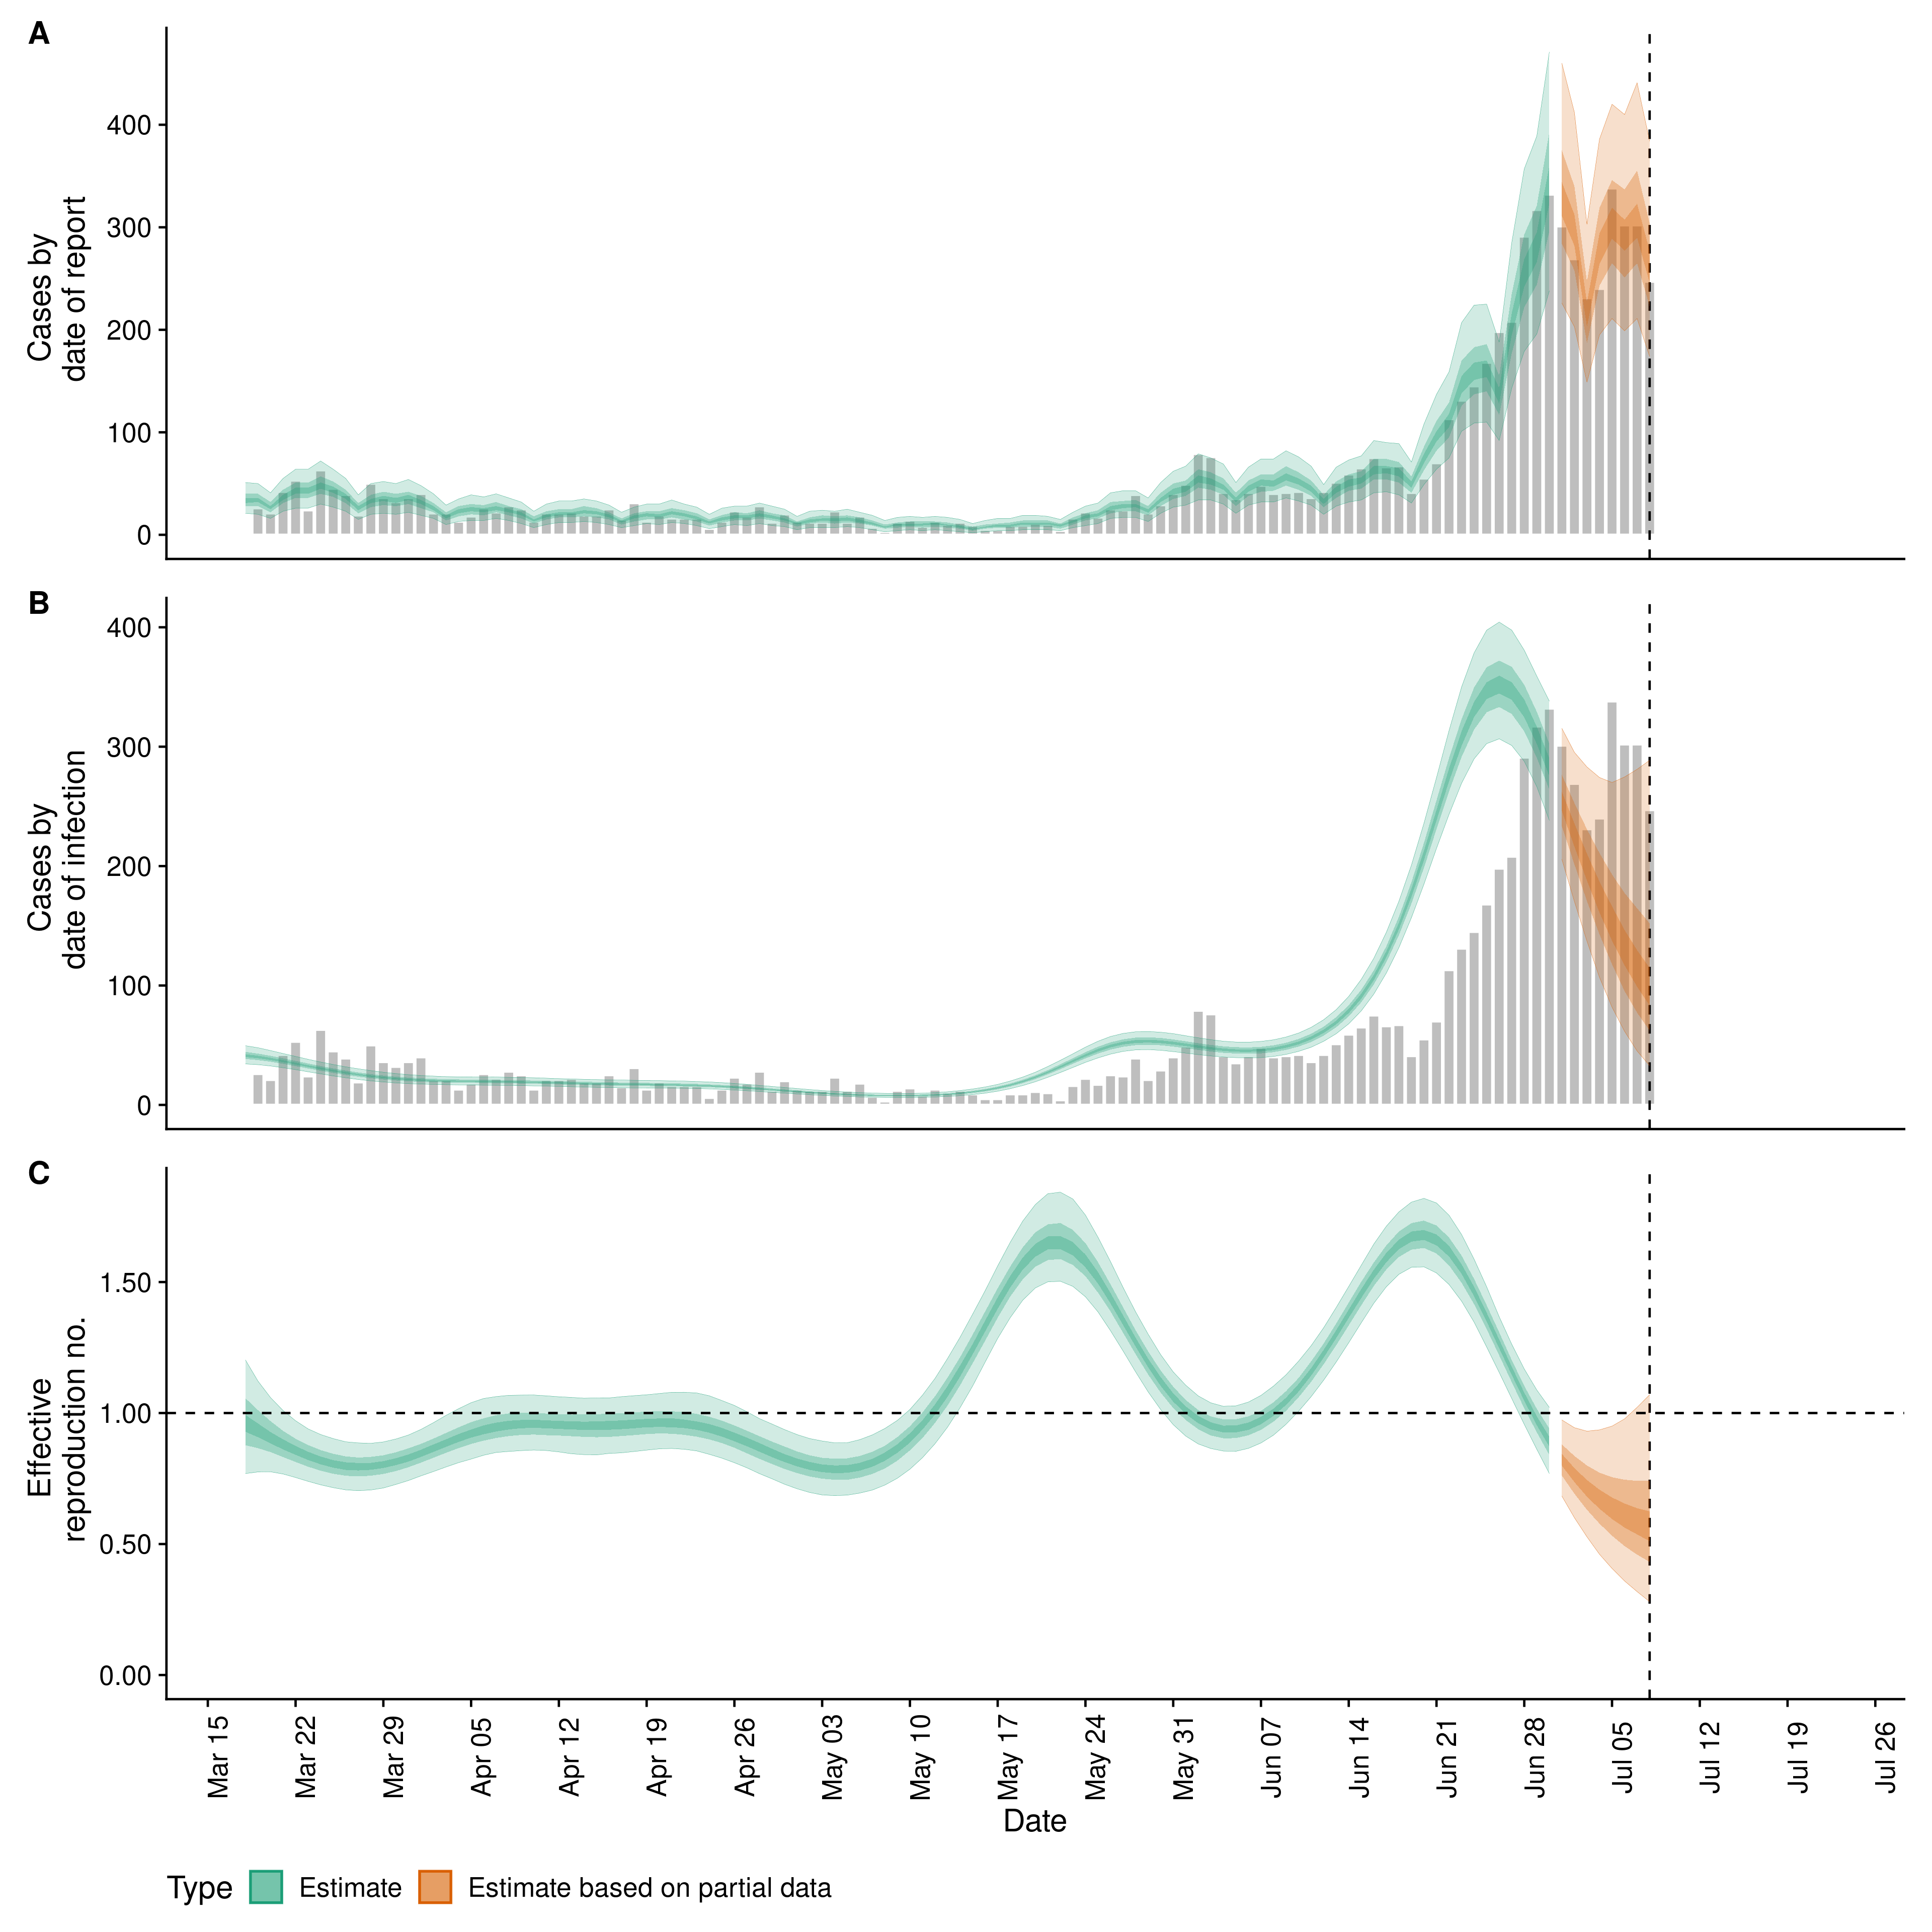 A
Cases by
date of report
400
300
200
100
0
B
Cases by
date of infection
400
300
200
100
0
C
Effective
reproduction no.
1.50
1.00
0.50
0.00
Mar 15
Mar 22
Mar 29
Apr 05
Apr 12
Apr 19
Apr 26
May 03
May 10
May 17
May 24
May 31
Jun 07
Jun 14
Jun 21
Jun 28
Jul 05
Jul 12
Jul 19
Jul 26
Date
Type Estimate Estimate based on partial data